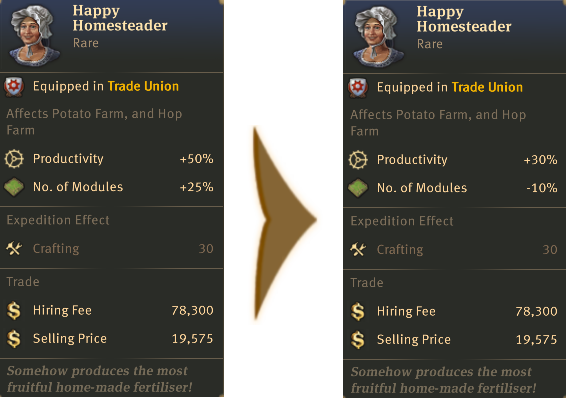 Happy
Homesteader
Rare
Equipped in Trade Union
Affects Potato Farm, and Hop
Farm
Productivity +50%
No. of Modules +25%
Expedition Effect
Crafting 30
Trade
Hiring Fee 78,300
Selling Price 19,575
Somehow produces the most
fruitful home-made fertiliser!
Happy
Homesteader
Rare
Equipped in Trade Union
Affects Potato Farm, and Hop
Farm
Productivity +30%
No. of Modules -10%
Expedition Effect
Crafting 30
Trade
Hiring Fee 78,300
Selling Price 19,575
Somehow produces the most
fruitful home-made fertiliser!